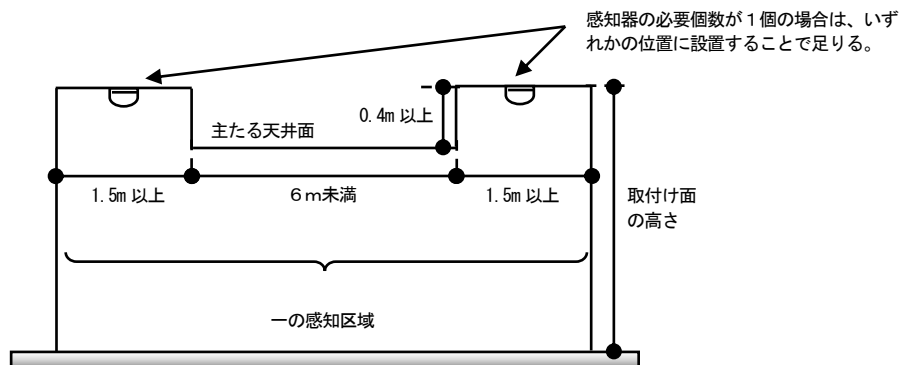 感知器の必要個数が１個の場合は、いず
れかの位置に設置することで足りる。
0.4m 以上
主たる天井面
1.5m 以上
６ｍ未満
1.5m 以上
取付け面
の高さ
一の感知区域